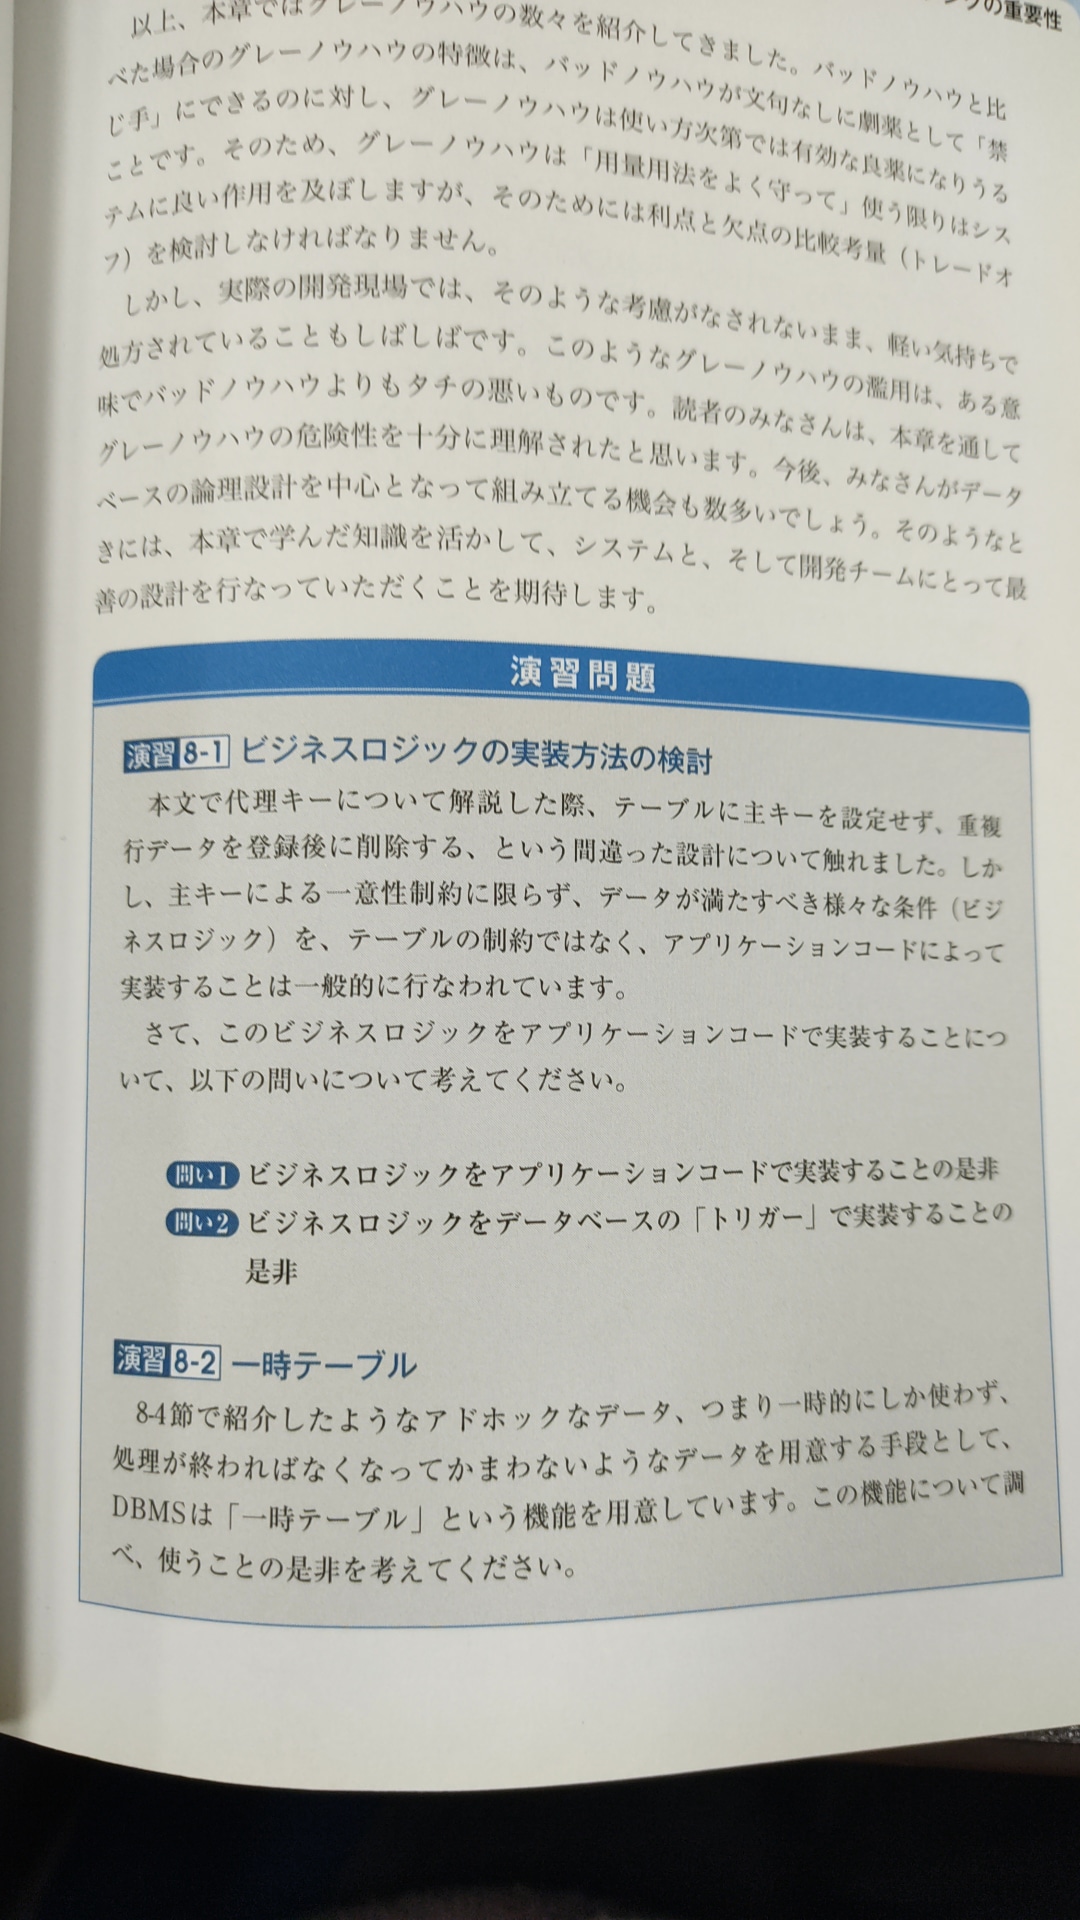 の重要性
以上、本章ではグレーノウハウの数々を紹介してきました。バッドノウハウと比
べた場合のグレーノウハウの特徴は、バッドノウハウが文句なしに劇薬として「禁
じ手」にできるのに対し、グレーノウハウは使い方次第では有効な良薬になりうる
ことです。そのため、グレーノウハウは「用量用法をよく守って」使う限りはシス
テムに良い作用を及ぼしますが、そのためには利点と欠点の比較考量（トレードオ
フ）を検討しなければなりません。
しかし、実際の開発現場では、そのような考慮がなされないまま、軽い気持ちで
処方されていることもしばしばです。このようなグレーノウハウの濫用は、ある意
味でバッドノウハウよりもタチの悪いものです。読者のみなさんは、本章を通して
グレーノウハウの危険性を十分に理解されたと思います。今後、みなさんがデータ
ベースの論理設計を中心となって組み立てる機会も数多いでしょう。そのようなと
きには、本章で学んだ知識を活かして、システムと、そして開発チームにとって最
善の設計を行なっていただくことを期待します。
演習問題
演習8-1 ビジネスロジックの実装方法の検討
本文で代理キーについて解説した際、テーブルに主キーを設定せず、重複
行データを登録後に削除する、という間違った設計について触れました。しか
し、主キーによる一意性制約に限らず、データが満たすべき様々な条件（ビジ
ネスロジック）を、テーブルの制約ではなく、アプリケーションコードによって
実装することは一般的に行なわれています。
さて、このビジネスロジックをアプリケーションコードで実装することにつ
いて、以下の問いについて考えてください。
問い1 ビジネスロジックをアプリケーションコードで実装することの是非
問い2 ビジネスロジックをデータベースの「トリガー」で実装することの
是非
演習8-2 一時テーブル
8-4節で紹介したようなアドホックなデータ、つまり一時的にしか使わず、
処理が終わればなくなってかまわないようなデータを用意する手段として、
DBMSは「一時テーブル」という機能を用意しています。この機能について調
べ、使うことの是非を考えてください。